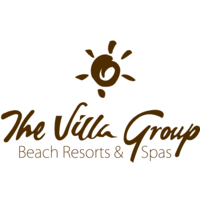 The Villa Group
Beach Resorts & Spas